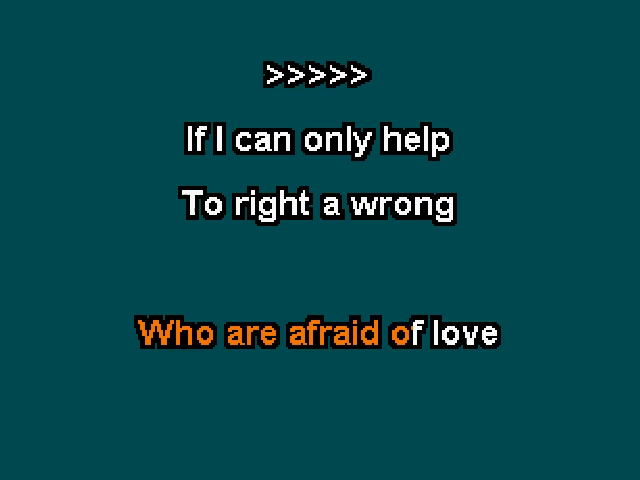 >>>>>
If I can only help
To right a wrong
Who are afraid of love